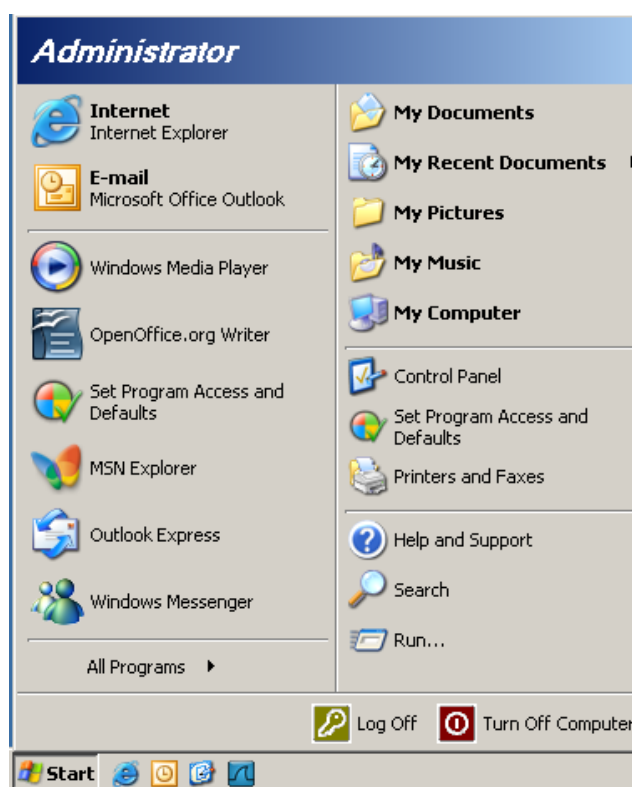 Administrator
Internet
Internet Explorer
E-mail
Microsoft Office Outlook
Windows Media Player
OpenOffice.org Writer
Set Program Access and
Defaults
MSN Explorer
Outlook Express
Windows Messenger
All Programs
My Documents
My Recent Documents
My Pictures
My Music
My Computer
Control Panel
Set Program Access and
Defaults
Printers and Faxes
Help and Support
Search
Run...
Log Off
Turn Off Computer
Start